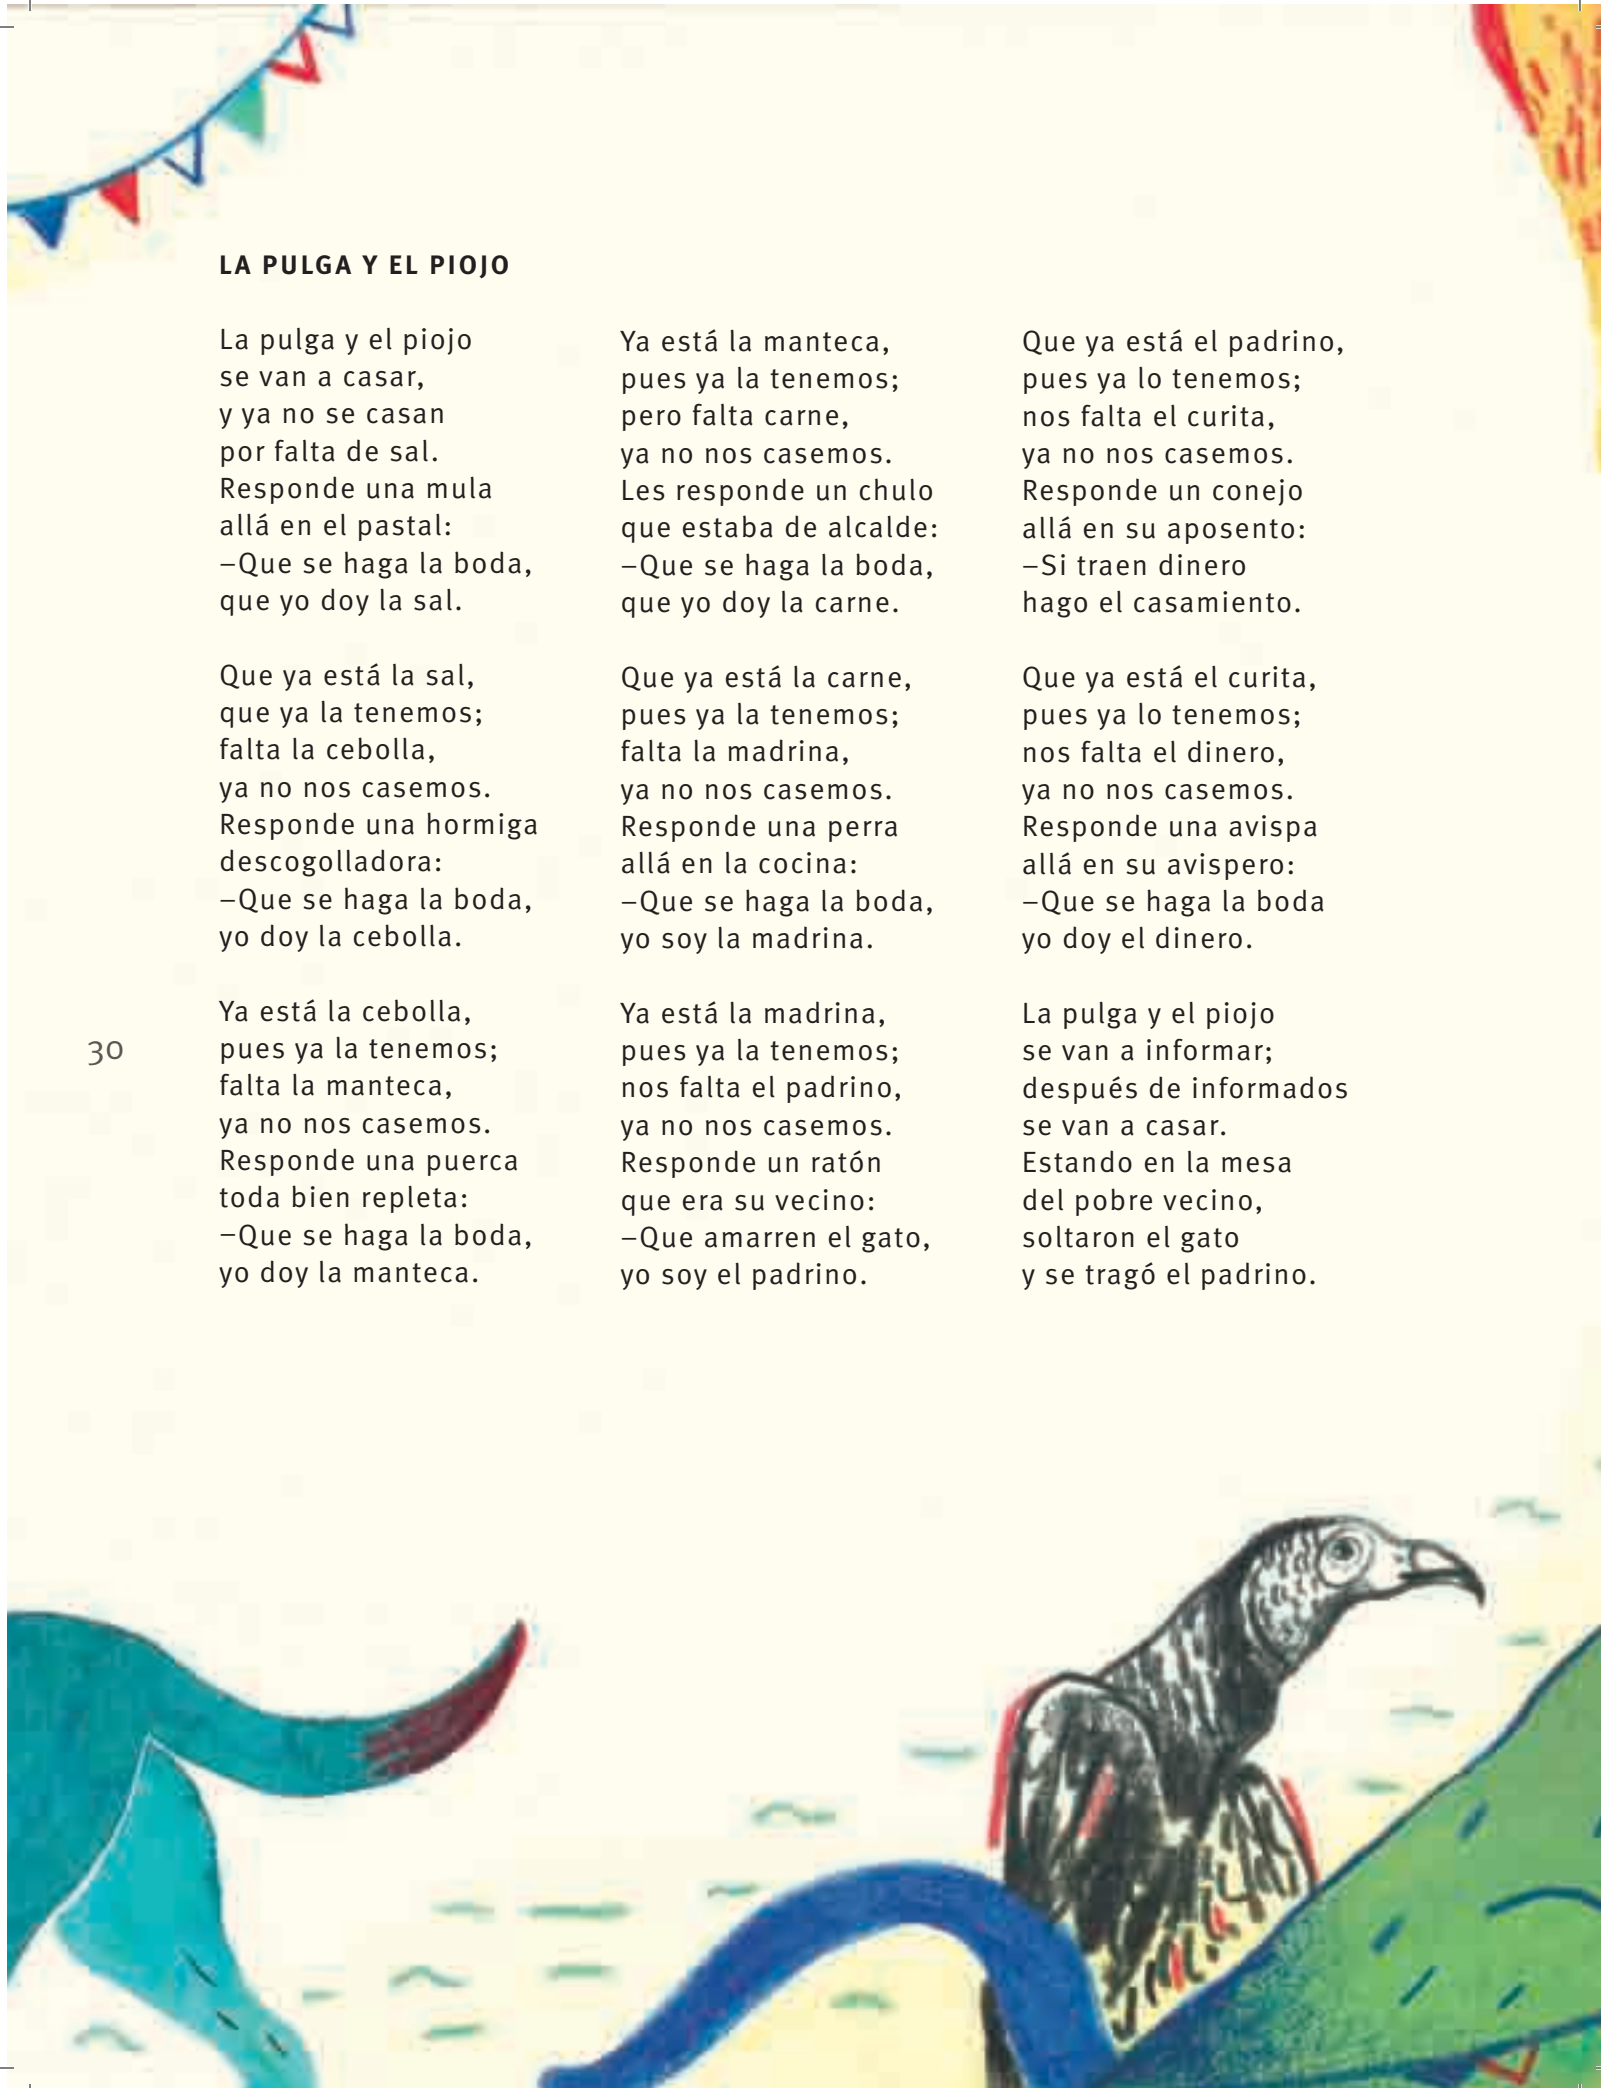 LA PULGA Y EL PIOJO
La pulga y el piojo
se van a casar,
y ya no se casan
por falta de sal.
Responde una mula
allá en el pastal:
–Que se haga la boda,
que yo doy la sal.
Que ya está la sal,
que ya la tenemos;
falta la cebolla,
ya no nos casemos.
Responde una hormiga
descogolladora:
–Que se haga la boda,
yo doy la cebolla.
Ya está la cebolla,
pues ya la tenemos;
falta la manteca,
ya no nos casemos.
Responde una puerca
toda bien repleta:
–Que se haga la boda,
yo doy la manteca.
Ya está la manteca,
pues ya la tenemos;
pero falta carne,
ya no nos casemos.
Les responde un chulo
que estaba de alcalde:
–Que se haga la boda,
que yo doy la carne.
Que ya está la carne,
pues ya la tenemos;
falta la madrina,
ya no nos casemos.
Responde una perra
allá en la cocina:
–Que se haga la boda,
yo soy la madrina.
Ya está la madrina,
pues ya la tenemos;
nos falta el padrino,
ya no nos casemos.
Responde un ratón
que era su vecino:
–Que amarren el gato,
yo soy el padrino.
Que ya está el padrino,
pues ya lo tenemos;
nos falta el curita,
ya no nos casemos.
Responde un conejo
allá en su aposento:
–Si traen dinero
hago el casamiento.
Que ya está el curita,
pues ya lo tenemos;
nos falta el dinero,
ya no nos casemos.
Responde una avispa
allá en su avispero:
–Que se haga la boda
yo doy el dinero.
La pulga y el piojo
se van a informar;
después de informados
se van a casar.
Estando en la mesa
del pobre vecino,
soltaron el gato
y se tragó el padrino.
30